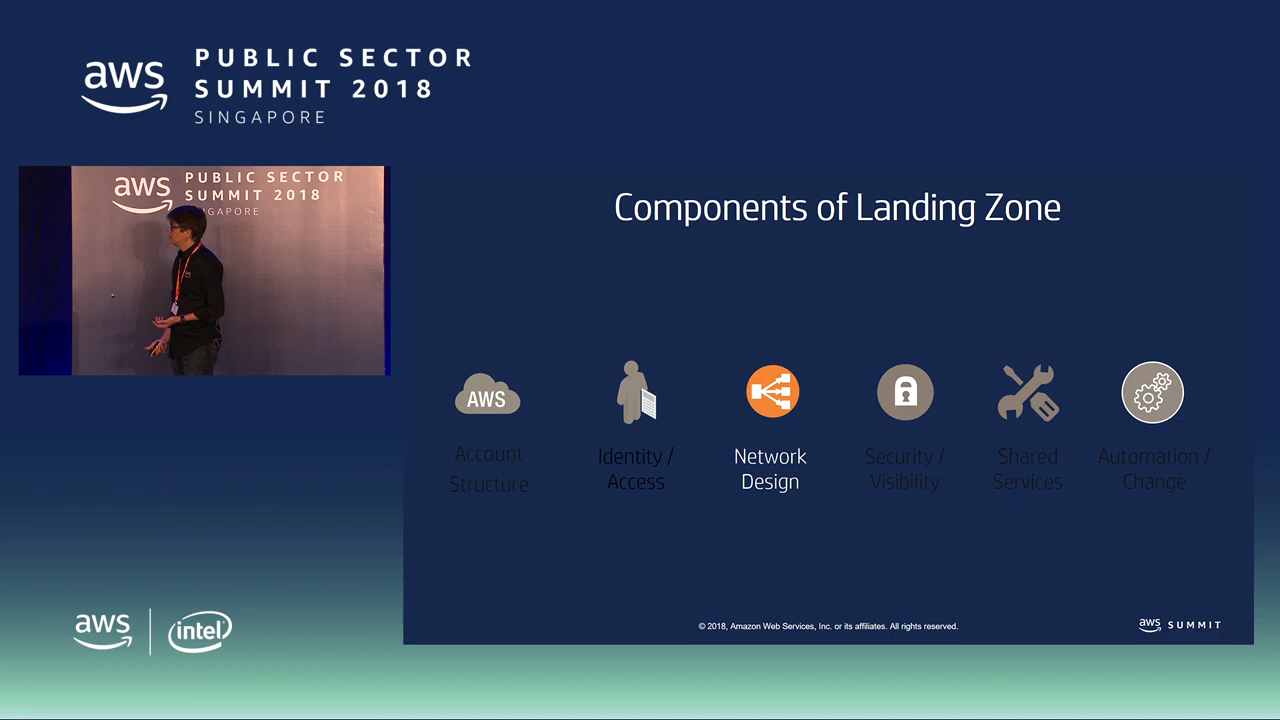 aws
PUBLIC SECTOR
SUMMIT 2018
SINGAPORE
aws
PUBLIC SECTOR
SUMMIT 2018
SINGAPORE
Components of Landing Zone
AWS
Account
Structure
Identity /
Access
Network
Design
Security /
Visibility
Shared
Services
Automation /
Change
© 2018, Amazon Web Services, Inc. or its affiliates. All rights reserved.
aws SUMMIT
aws
intel